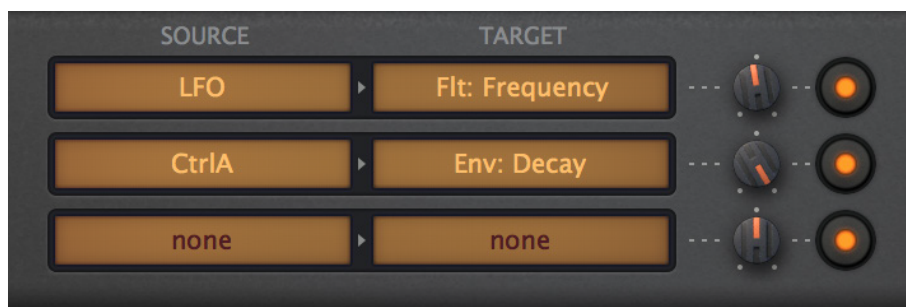 SOURCE TARGET
LFO Flt: Frequency
CtrlA Env: Decay
none none